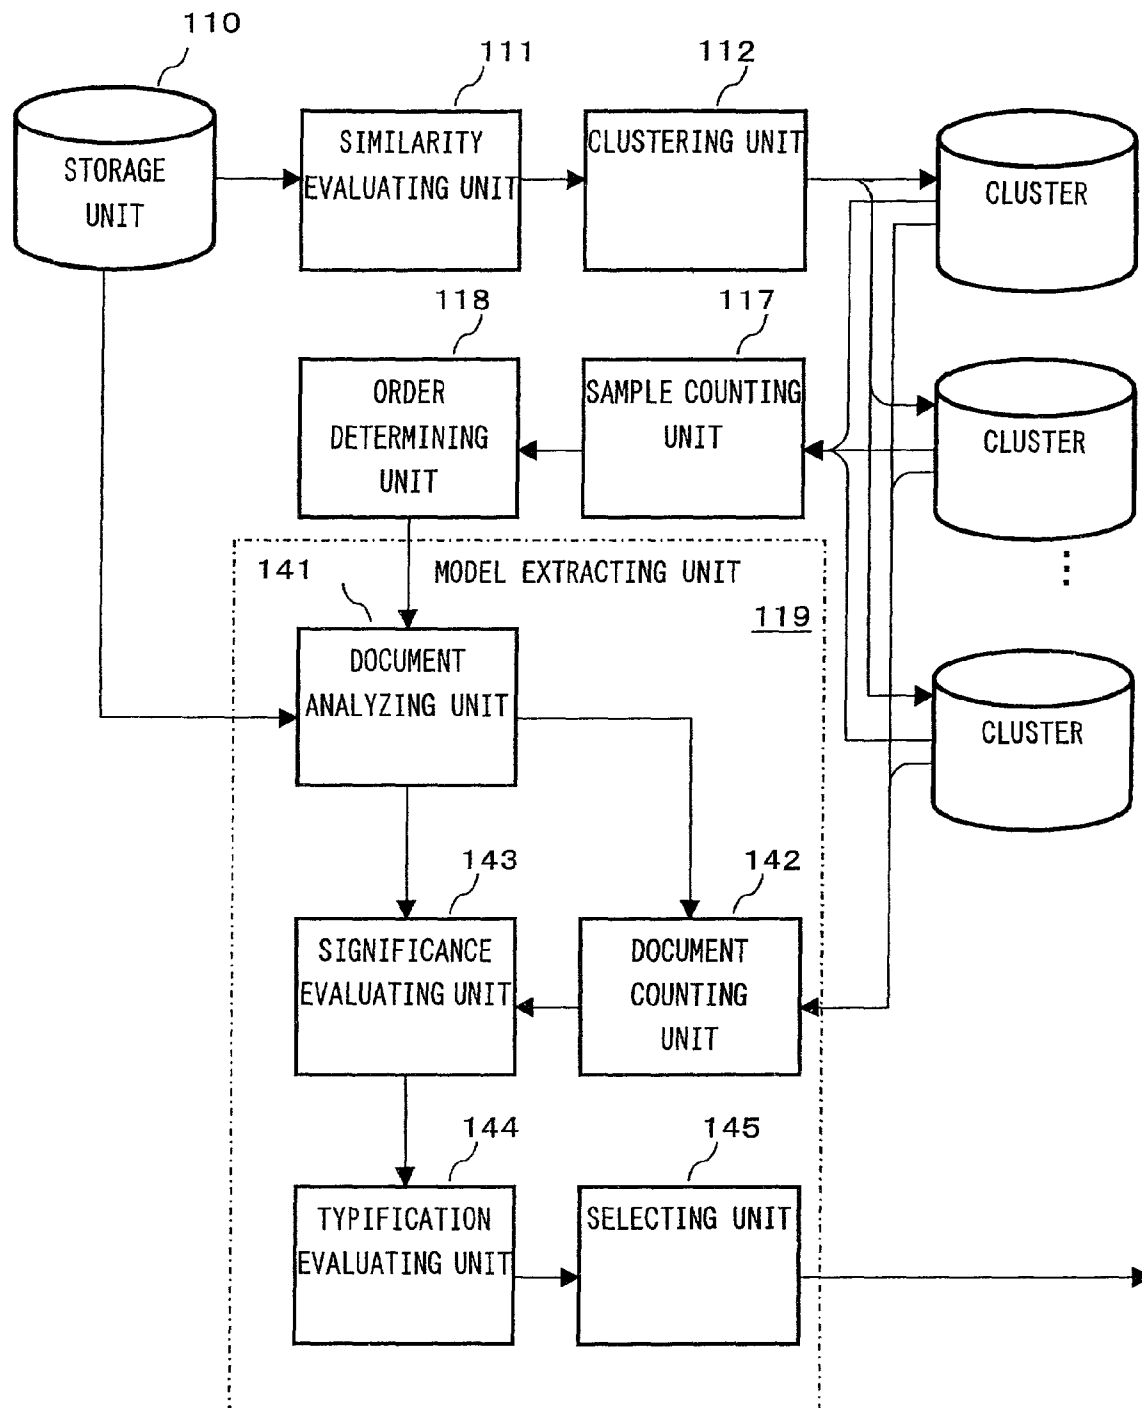 110
111
112
STORAGE
UNIT
SIMILARITY
EVALUATING UNIT
CLUSTERING UNIT
CLUSTER
118
117
ORDER
DETERMINING
UNIT
SAMPLE COUNTING
UNIT
CLUSTER
141
MODEL EXTRACTING UNIT
119
DOCUMENT
ANALYZING UNIT
CLUSTER
143
142
SIGNIFICANCE
EVALUATING UNIT
DOCUMENT
COUNTING
UNIT
144
145
TYPIFICATION
EVALUATING UNIT
SELECTING UNIT